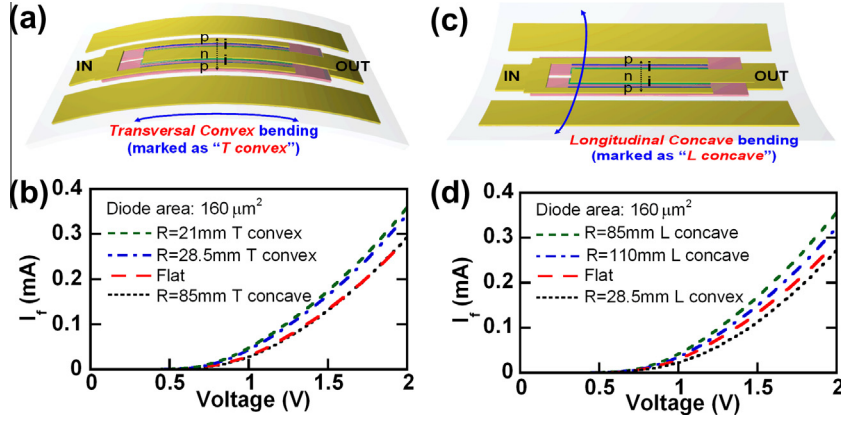 (a)
p
i
n
i
p
IN
OUT
Transversal Convex bending
(marked as “T convex”)
(b)
0.4
0.3
0.2
0.1
0
I_f (mA)
Diode area: 160 μm²
R=21mm T convex
R=28.5mm T convex
Flat
R=85mm T concave
0 0.5 1 1.5 2
Voltage (V)
(c)
p
i
n
i
p
IN
OUT
Longitudinal Concave bending
(marked as “L concave”)
(d)
0.4
0.3
0.2
0.1
0
I_f (mA)
Diode area: 160 μm²
R=85mm L concave
R=110mm L concave
Flat
R=28.5mm L convex
0 0.5 1 1.5 2
Voltage (V)